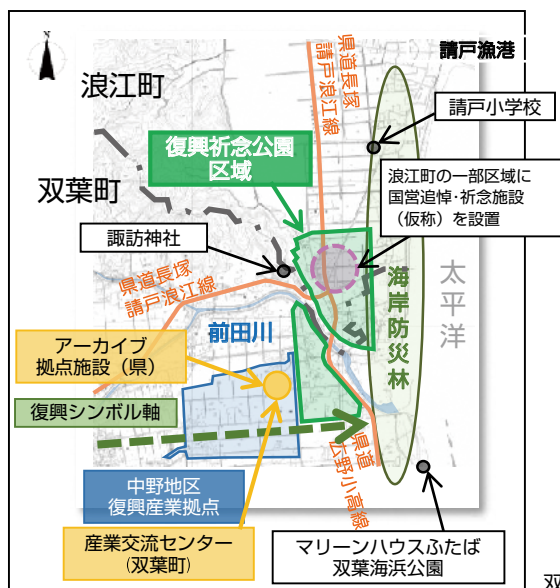 請戸漁港
浪江町
県道長塚
請戸浪江線
請戸小学校
復興祈念公園
区域
浪江町の一部区域に
国営追悼･祈念施設
（仮称）を設置
双葉町
諏訪神社
県道長塚
請戸浪江線
海岸防災林
太平洋
前田川
アーカイブ
拠点施設（県）
復興シンボル軸
県道
広野小高線
中野地区
復興産業拠点
産業交流センター
(双葉町)
マリーンハウスふたば
双葉海浜公園
双